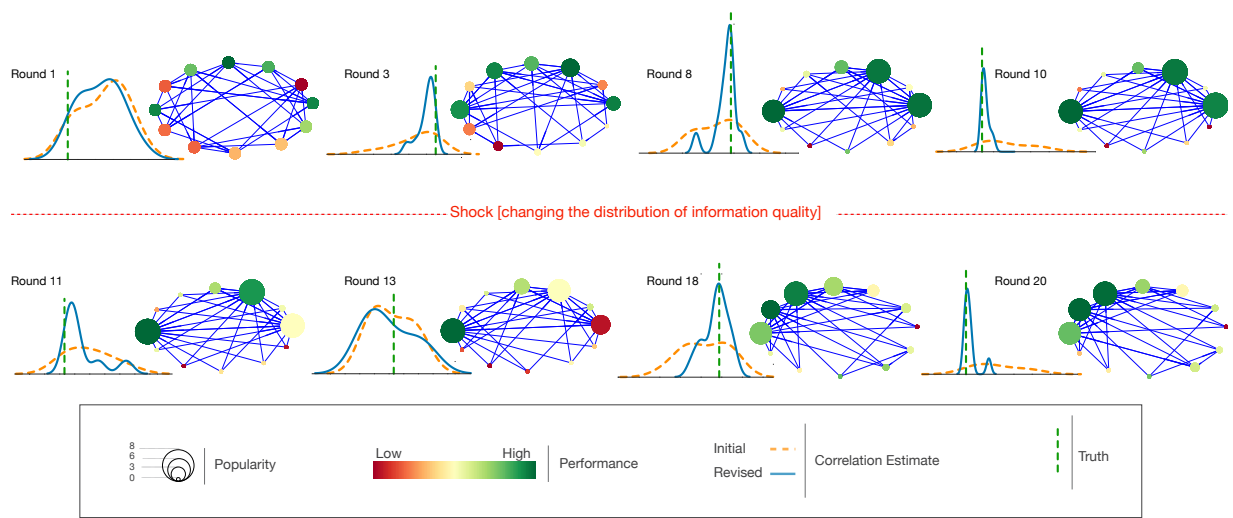 Round 1
Round 3
Round 8
Round 10
Shock [changing the distribution of information quality]
Round 11
Round 13
Round 18
Round 20
8
6
3
0
Popularity
Low
High
Performance
Initial
Revised
Correlation Estimate
Truth